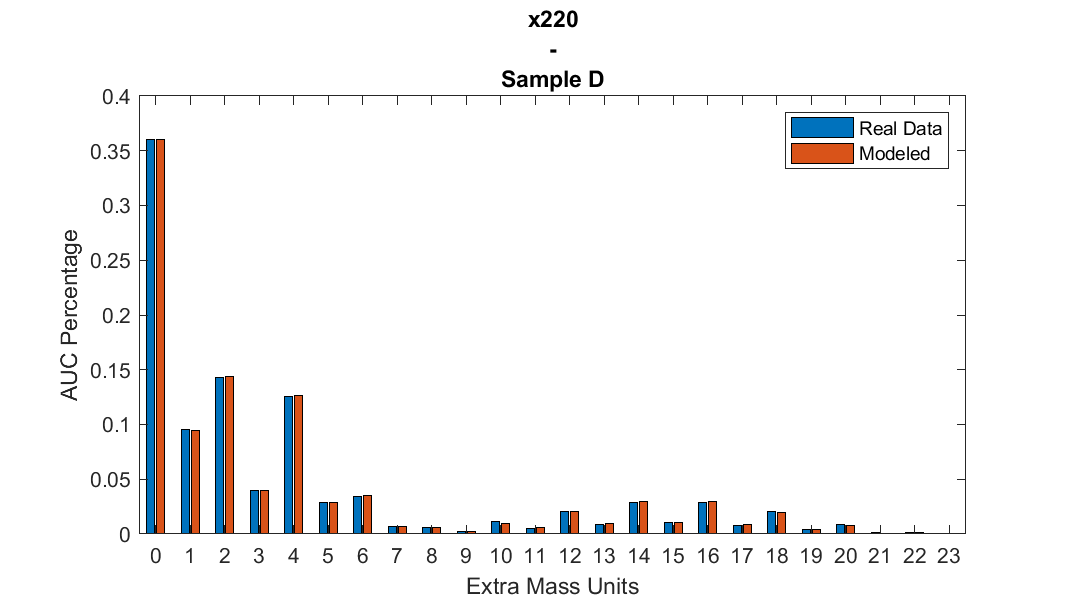 x220
-
Sample D
Real Data
Modeled
0.4
0.35
0.3
0.25
0.2
0.15
0.1
0.05
0
AUC Percentage
0 1 2 3 4 5 6 7 8 9 10 11 12 13 14 15 16 17 18 19 20 21 22 23
Extra Mass Units